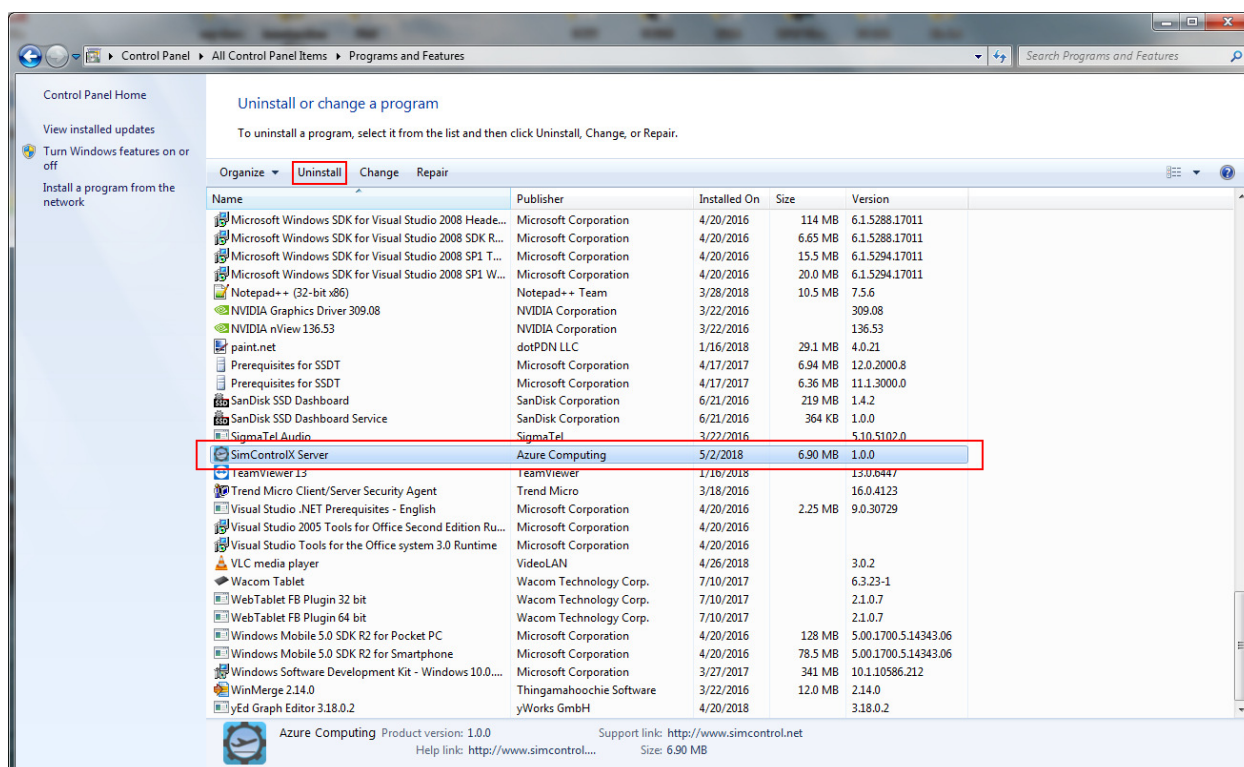 Control Panel ▸ All Control Panel Items ▸ Programs and Features
Search Programs and Features
Control Panel Home
View installed updates
Turn Windows features on or
off
Install a program from the
network
Uninstall or change a program
To uninstall a program, select it from the list and then click Uninstall, Change, or Repair.
Organize Uninstall Change Repair
Name Publisher Installed On Size Version
Microsoft Windows SDK for Visual Studio 2008 Heade... Microsoft Corporation 4/20/2016 114 MB 6.1.5288.17011
Microsoft Windows SDK for Visual Studio 2008 SDK R... Microsoft Corporation 4/20/2016 6.65 MB 6.1.5288.17011
Microsoft Windows SDK for Visual Studio 2008 SP1 T... Microsoft Corporation 4/20/2016 15.5 MB 6.1.5294.17011
Microsoft Windows SDK for Visual Studio 2008 SP1 W... Microsoft Corporation 4/20/2016 20.0 MB 6.1.5294.17011
Notepad++ (32-bit x86) Notepad++ Team 3/28/2018 10.5 MB 7.5.6
NVIDIA Graphics Driver 309.08 NVIDIA Corporation 3/22/2016 309.08
NVIDIA nView 136.53 NVIDIA Corporation 3/22/2016 136.53
paint.net dotPDN LLC 1/16/2018 29.1 MB 4.0.21
Prerequisites for SSDT Microsoft Corporation 4/17/2017 6.94 MB 12.0.2000.8
Prerequisites for SSDT Microsoft Corporation 4/17/2017 6.36 MB 11.1.3000.0
SanDisk SSD Dashboard SanDisk Corporation 6/21/2016 219 MB 1.4.2
SanDisk SSD Dashboard Service SanDisk Corporation 6/21/2016 364 KB 1.0.0
SigmaTel Audio SigmaTel 3/22/2016 5.10.5102.0
SimControlX Server Azure Computing 5/2/2018 6.90 MB 1.0.0
TeamViewer 13 TeamViewer 1/16/2018 13.0.6447
Trend Micro Client/Server Security Agent Trend Micro 3/18/2016 16.0.4123
Visual Studio .NET Prerequisites - English Microsoft Corporation 4/20/2016 2.25 MB 9.0.30729
Visual Studio 2005 Tools for Office Second Edition Ru... Microsoft Corporation 4/20/2016
Visual Studio Tools for the Office system 3.0 Runtime Microsoft Corporation 4/20/2016
VLC media player VideoLAN 4/26/2018 3.0.2
Wacom Tablet Wacom Technology Corp. 7/10/2017 6.3.23-1
WebTablet FB Plugin 32 bit Wacom Technology Corp. 7/10/2017 2.1.0.7
WebTablet FB Plugin 64 bit Wacom Technology Corp. 7/10/2017 2.1.0.7
Windows Mobile 5.0 SDK R2 for Pocket PC Microsoft Corporation 4/20/2016 128 MB 5.00.1700.5.14343.06
Windows Mobile 5.0 SDK R2 for Smartphone Microsoft Corporation 4/20/2016 78.5 MB 5.00.1700.5.14343.06
Windows Software Development Kit - Windows 10.0.... Microsoft Corporation 3/27/2017 341 MB 10.1.10586.212
WinMerge 2.14.0 Thingamahoochie Software 3/22/2016 12.0 MB 2.14.0
yEd Graph Editor 3.18.0.2 yWorks GmbH 4/20/2018 3.18.0.2
Azure Computing Product version: 1.0.0 Support link: http://www.simcontrol.net
Help link: http://www.simcontrol.... Size: 6.90 MB